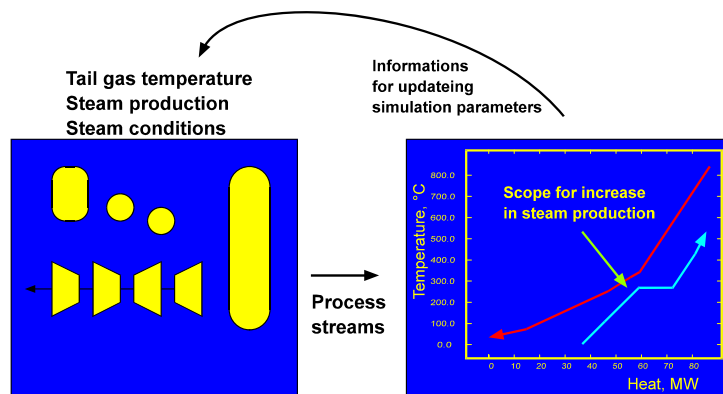 Tail gas temperature
Steam production
Steam conditions
Informations
for updateing
simulation parameters
Process
streams
Temperature, °C
800.0
700.0
600.0
500.0
400.0
300.0
200.0
100.0
0.0
Scope for increase
in steam production
0 10 20 30 40 50 60 70 80
Heat, MW